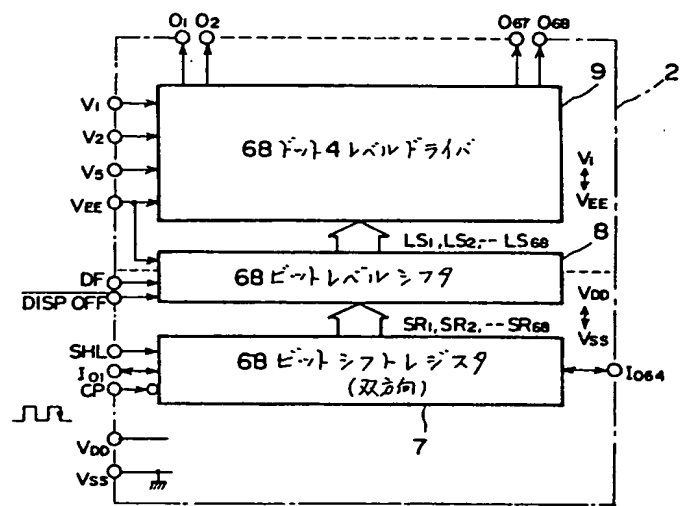 O1 O2 O67 O68
9
2
V1
V2
V5
VEE
68ドット4レベルドライバ
V1
VEE
LS1, LS2, -- LS68
8
DF
DISP OFF
68ビットレベルシフタ
VDD
VSS
SR1, SR2, -- SR68
SHL
IO1
CP
68ビットシフトレジスタ
(双方向)
IO64
7
VDD
VSS